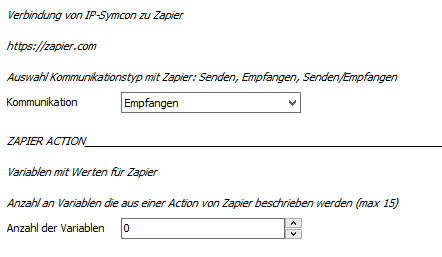 Verbindung von IP-Symcon zu Zapier
https://zapier.com
Auswahl Kommunikationstyp mit Zapier: Senden, Empfangen, Senden/Empfangen
Kommunikation Empfangen
ZAPIER ACTION
Variablen mit Werten für Zapier
Anzahl an Variablen die aus einer Action von Zapier beschrieben werden (max 15)
Anzahl der Variablen 0